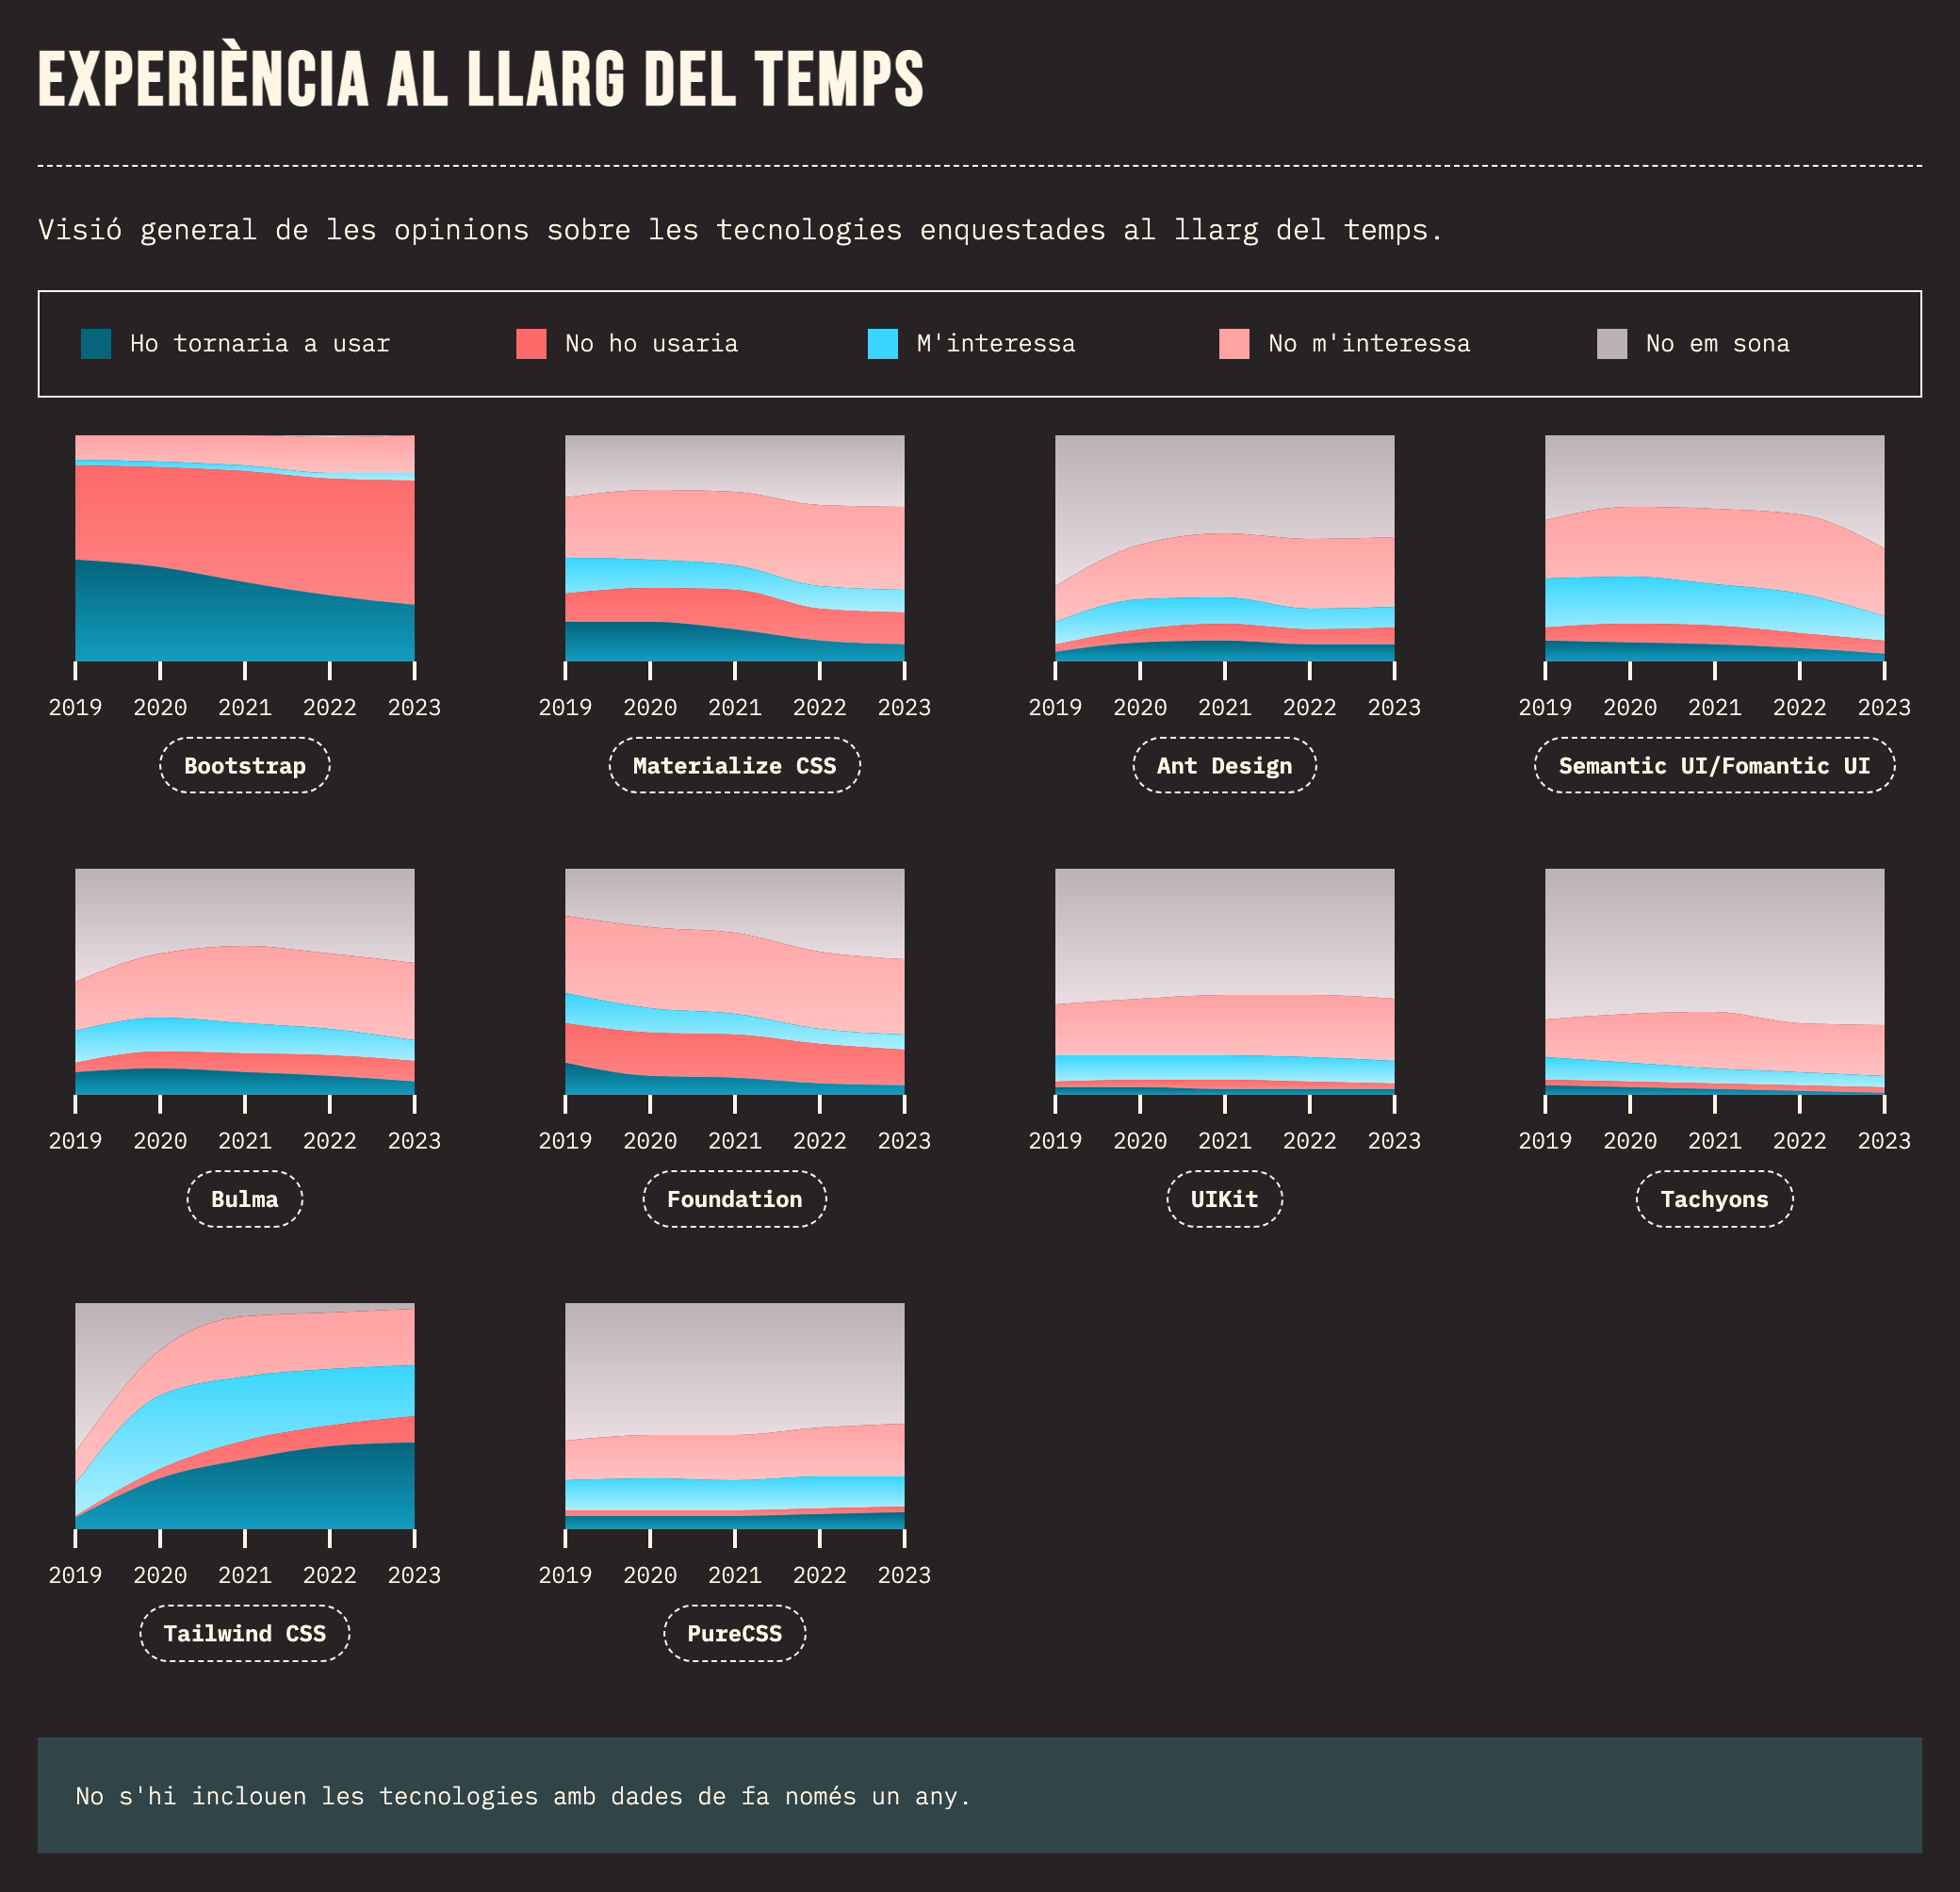 EXPERIÈNCIA AL LLARG DEL TEMPS
Visió general de les opinions sobre les tecnologies enquestades al llarg del temps.
Ho tornaria a usar No ho usaria M'interessa No m'interessa No em sona
2019 2020 2021 2022 2023 2019 2020 2021 2022 2023 2019 2020 2021 2022 2023 2019 2020 2021 2022 2023
Bootstrap Materialize CSS Ant Design Semantic UI/Fomantic UI
2019 2020 2021 2022 2023 2019 2020 2021 2022 2023 2019 2020 2021 2022 2023 2019 2020 2021 2022 2023
Bulma Foundation UIKit Tachyons
2019 2020 2021 2022 2023 2019 2020 2021 2022 2023
Tailwind CSS PureCSS
No s'hi inclouen les tecnologies amb dades de fa només un any.